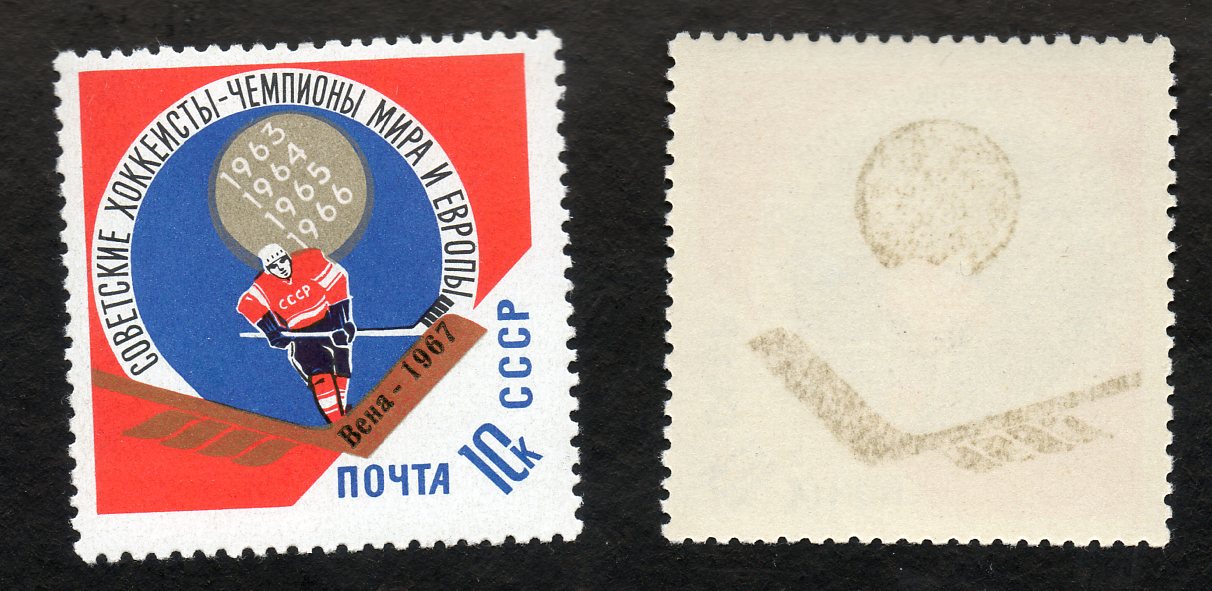 СОВЕТСКИЕ ХОККЕИСТЫ-ЧЕМПИОНЫ МИРА И ЕВРОПЫ
1963
1964
1965
1966
СССР
Вена-1967
ПОЧТА 10к СССР